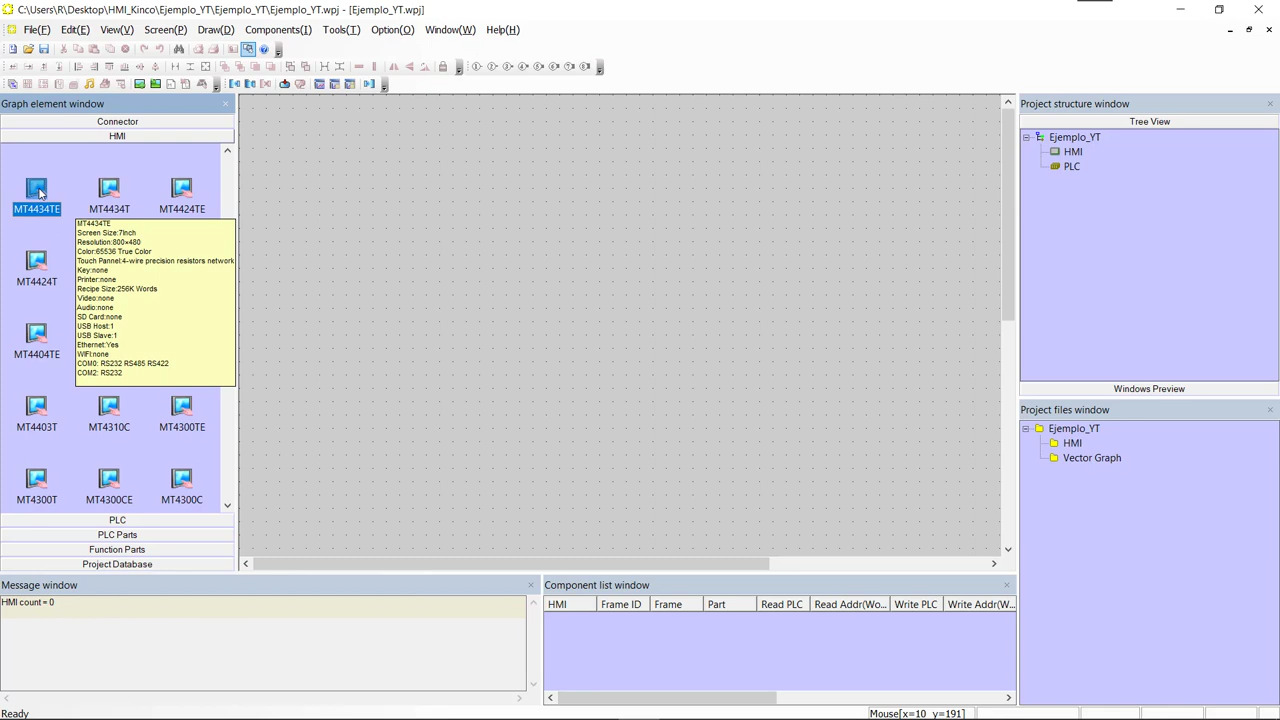 C:\Users\R\Desktop\HMI_Kinco\Ejemplo_YT\Ejemplo_YT\Ejemplo_YT.wpj - [Ejemplo_YT.wpj]
File(F) Edit(E) View(V) Screen(P) Draw(D) Components(I) Tools(T) Option(O) Window(W) Help(H)
Graph element window
Connector
HMI
MT4434TE MT4434T MT4424TE
MT4434TE
Screen Size:7Inch
Resolution:800×480
Color:65536 True Color
Touch Pannel:4-wire precision resistors network
Key:none
Printer:none
Recipe Size:256K Words
Video:none
Audio:none
SD Card:none
USB Host:1
USB Slave:1
Ethernet:Yes
WIFI:none
COM0: RS232 RS485 RS422
COM2: RS232
MT4424T
MT4404TE
MT4403T MT4310C MT4300TE
MT4300T MT4300CE MT4300C
PLC
PLC Parts
Function Parts
Project Database
Project structure window
Tree View
Ejemplo_YT
HMI
PLC
Windows Preview
Project files window
Ejemplo_YT
HMI
Vector Graph
Message window
HMI count = 0
Component list window
HMI Frame ID Frame Part Read PLC Read Addr(Wo... Write PLC Write Addr(W...
Ready
Mouse[x=10 y=191]